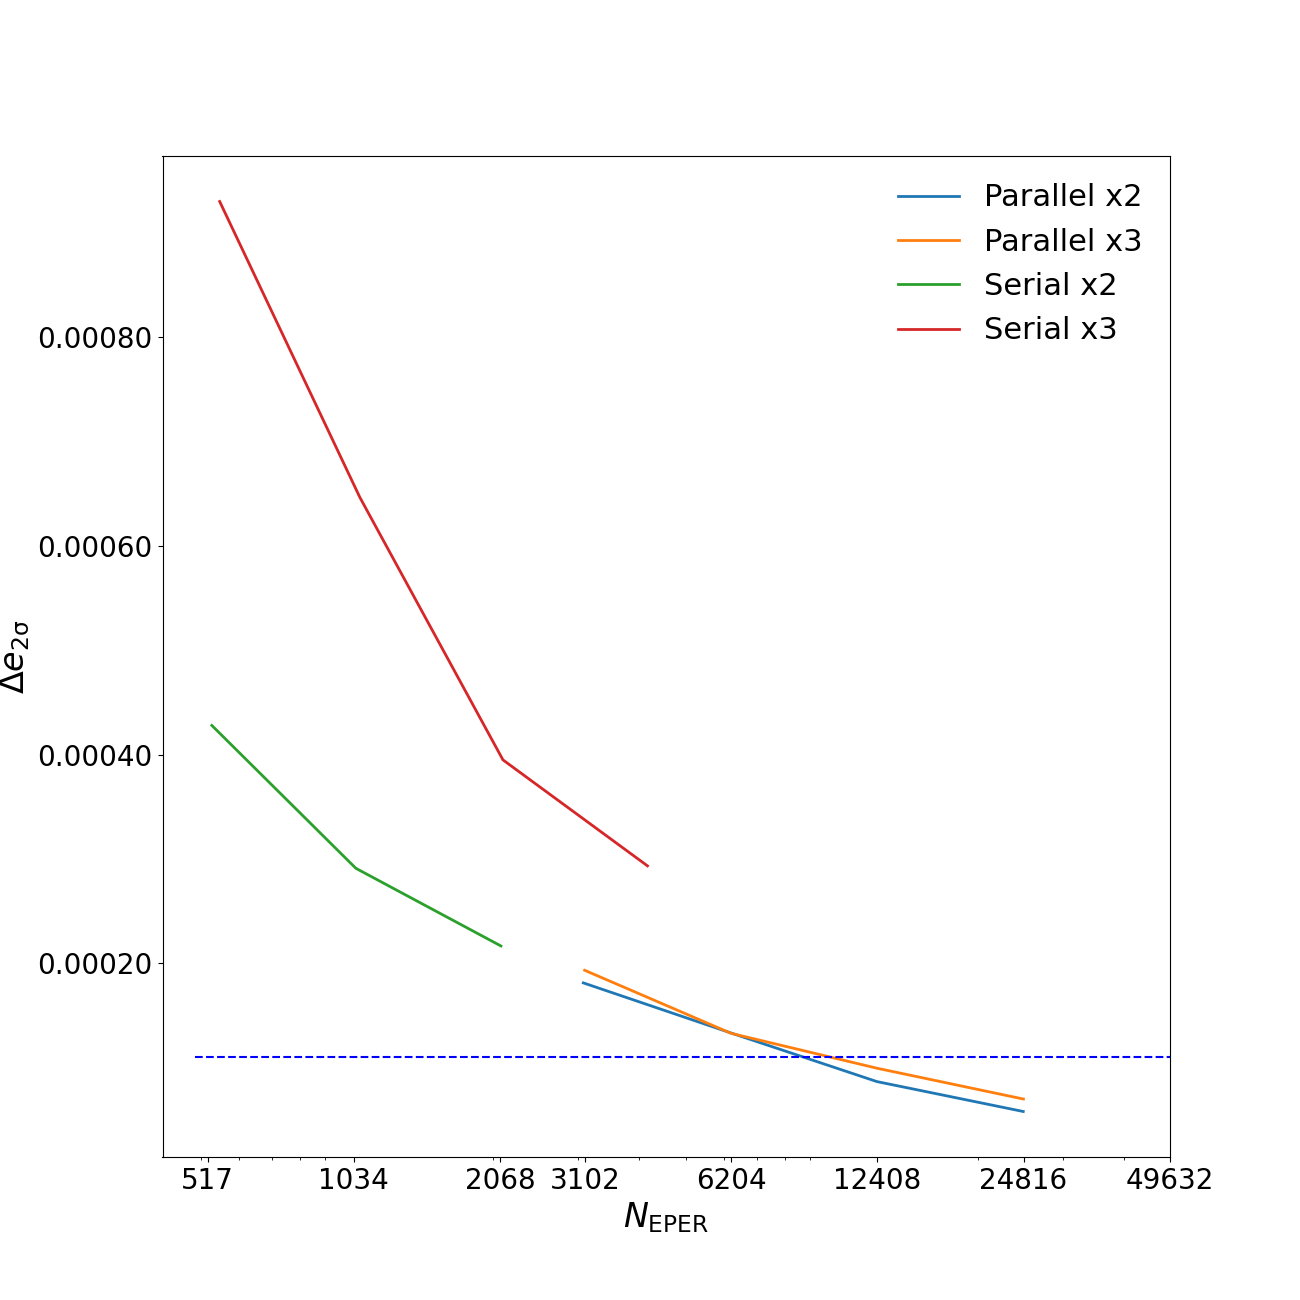 Parallel x2
Parallel x3
Serial x2
Serial x3
0.00080
0.00060
0.00040
0.00020
Δe2σ
517 1034 2068 3102 6204 12408 24816 49632
NEPER